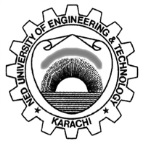 NED UNIVERSITY OF ENGINEERING & TECHNOLOGY
KARACHI